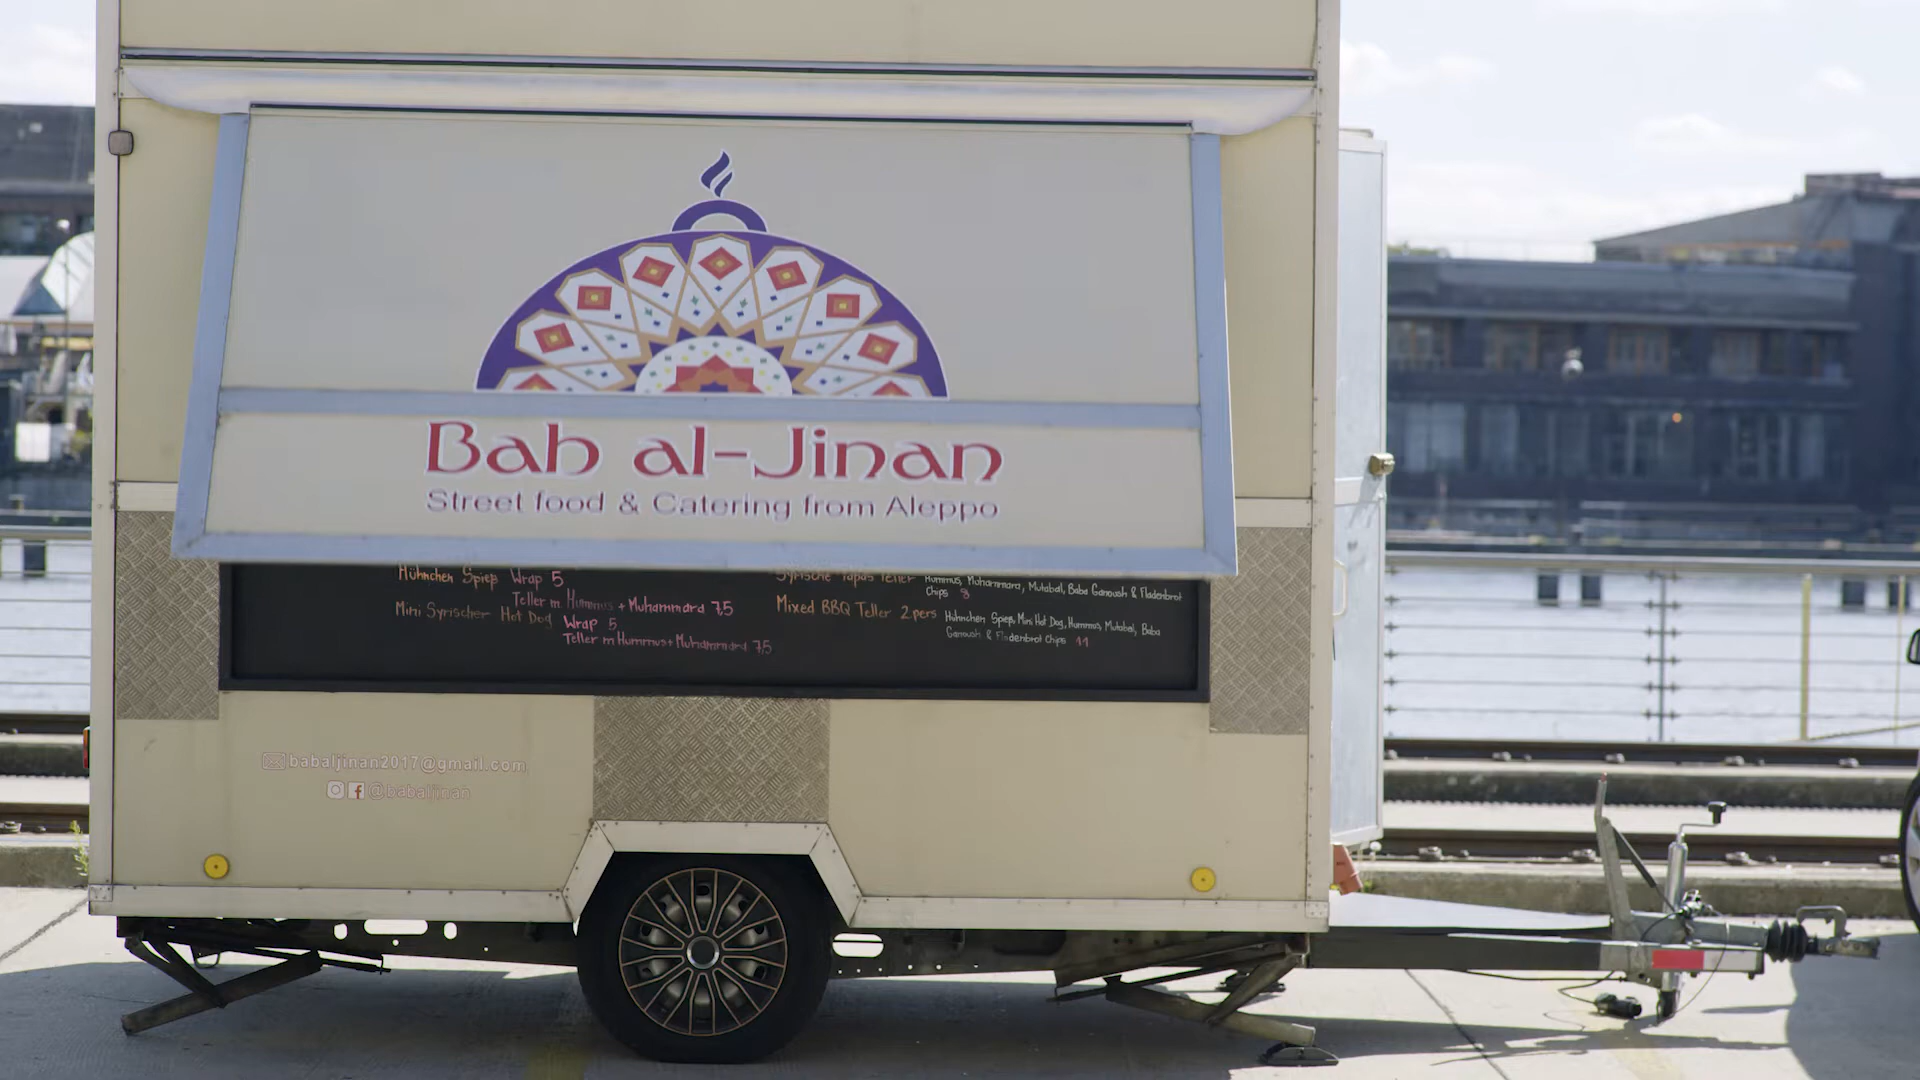 Bab al-Jinan
Street food & Catering from Aleppo
Hühnchen Spieß Wrap 5
Teller m Hummus + Muhammara 7,5
Mini Syrischer Hot Dog Wrap 5
Teller m Hummus + Muhammara 7,5
Syrische Tapas Teller Hummus, Muhammara, Mutabal, Baba Ganoush & Fladenbrot
Chips 8
Mixed BBQ Teller 2 pers Hühnchen Spieß, Mini Hot Dog, Hummus, Mutabal, Baba
Ganoush & Fladenbrot Chips 11
babaljinan2017@gmail.com
@babaljinan